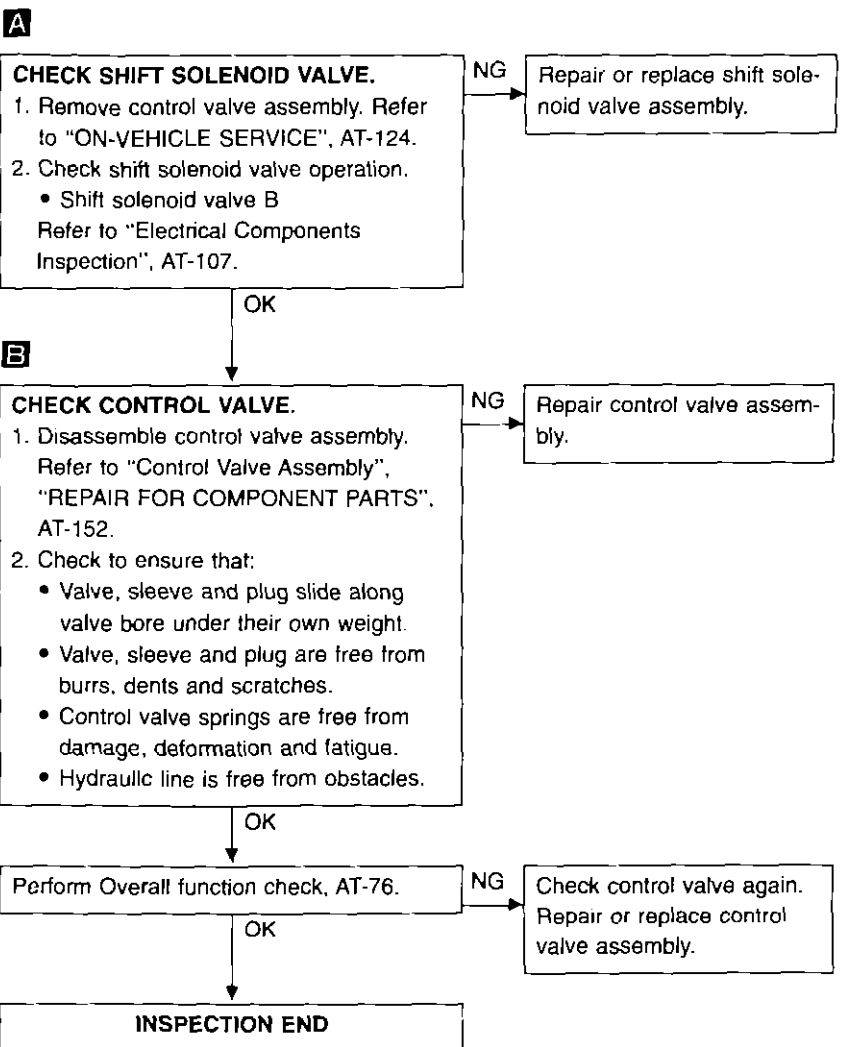 A
CHECK SHIFT SOLENOID VALVE.
1. Remove control valve assembly. Refer
to "ON-VEHICLE SERVICE", AT-124.
2. Check shift solenoid valve operation.
• Shift solenoid valve B
Refer to "Electrical Components
Inspection", AT-107.
NG
Repair or replace shift sole-
noid valve assembly.
OK
B
CHECK CONTROL VALVE.
1. Disassemble control valve assembly.
Refer to "Control Valve Assembly",
"REPAIR FOR COMPONENT PARTS",
AT-152.
2. Check to ensure that:
• Valve, sleeve and plug slide along
valve bore under their own weight.
• Valve, sleeve and plug are free from
burrs, dents and scratches.
• Control valve springs are free from
damage, deformation and fatigue.
• Hydraulic line is free from obstacles.
NG
Repair control valve assem-
bly.
OK
Perform Overall function check, AT-76.
NG
Check control valve again.
Repair or replace control
valve assembly.
OK
INSPECTION END